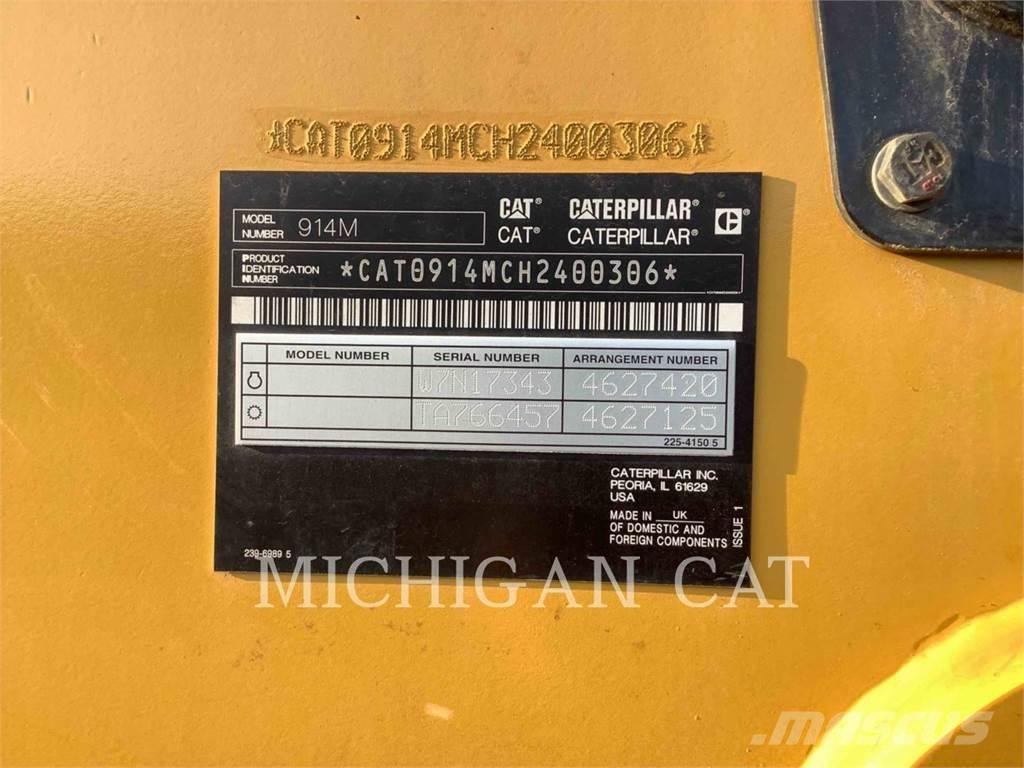 *CAT0914MCH2400306*
MODEL NUMBER 914M
CAT® CATERPILLAR®
CAT® CATERPILLAR®
PRODUCT IDENTIFICATION NUMBER *CAT0914MCH2400306*
MODEL NUMBER SERIAL NUMBER ARRANGEMENT NUMBER
W7N17343 4627420
TA766457 4627125
225-4150 5
CATERPILLAR INC.
PEORIA, IL 61629
USA
MADE IN UK
OF DOMESTIC AND
FOREIGN COMPONENTS
ISSUE 1
239-6989 5
MICHIGAN CAT
mascus